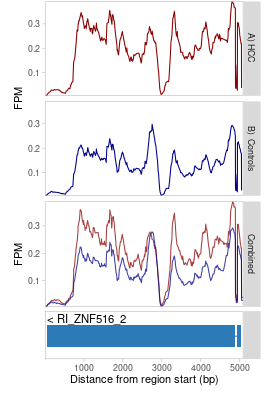 0.3
0.2
0.1
FPM
A) HCC
0.3
0.2
0.1
B) Controls
0.3
0.2
0.1
FPM
Combined
< RI_ZNF516_2
1000 2000 3000 4000 5000
Distance from region start (bp)